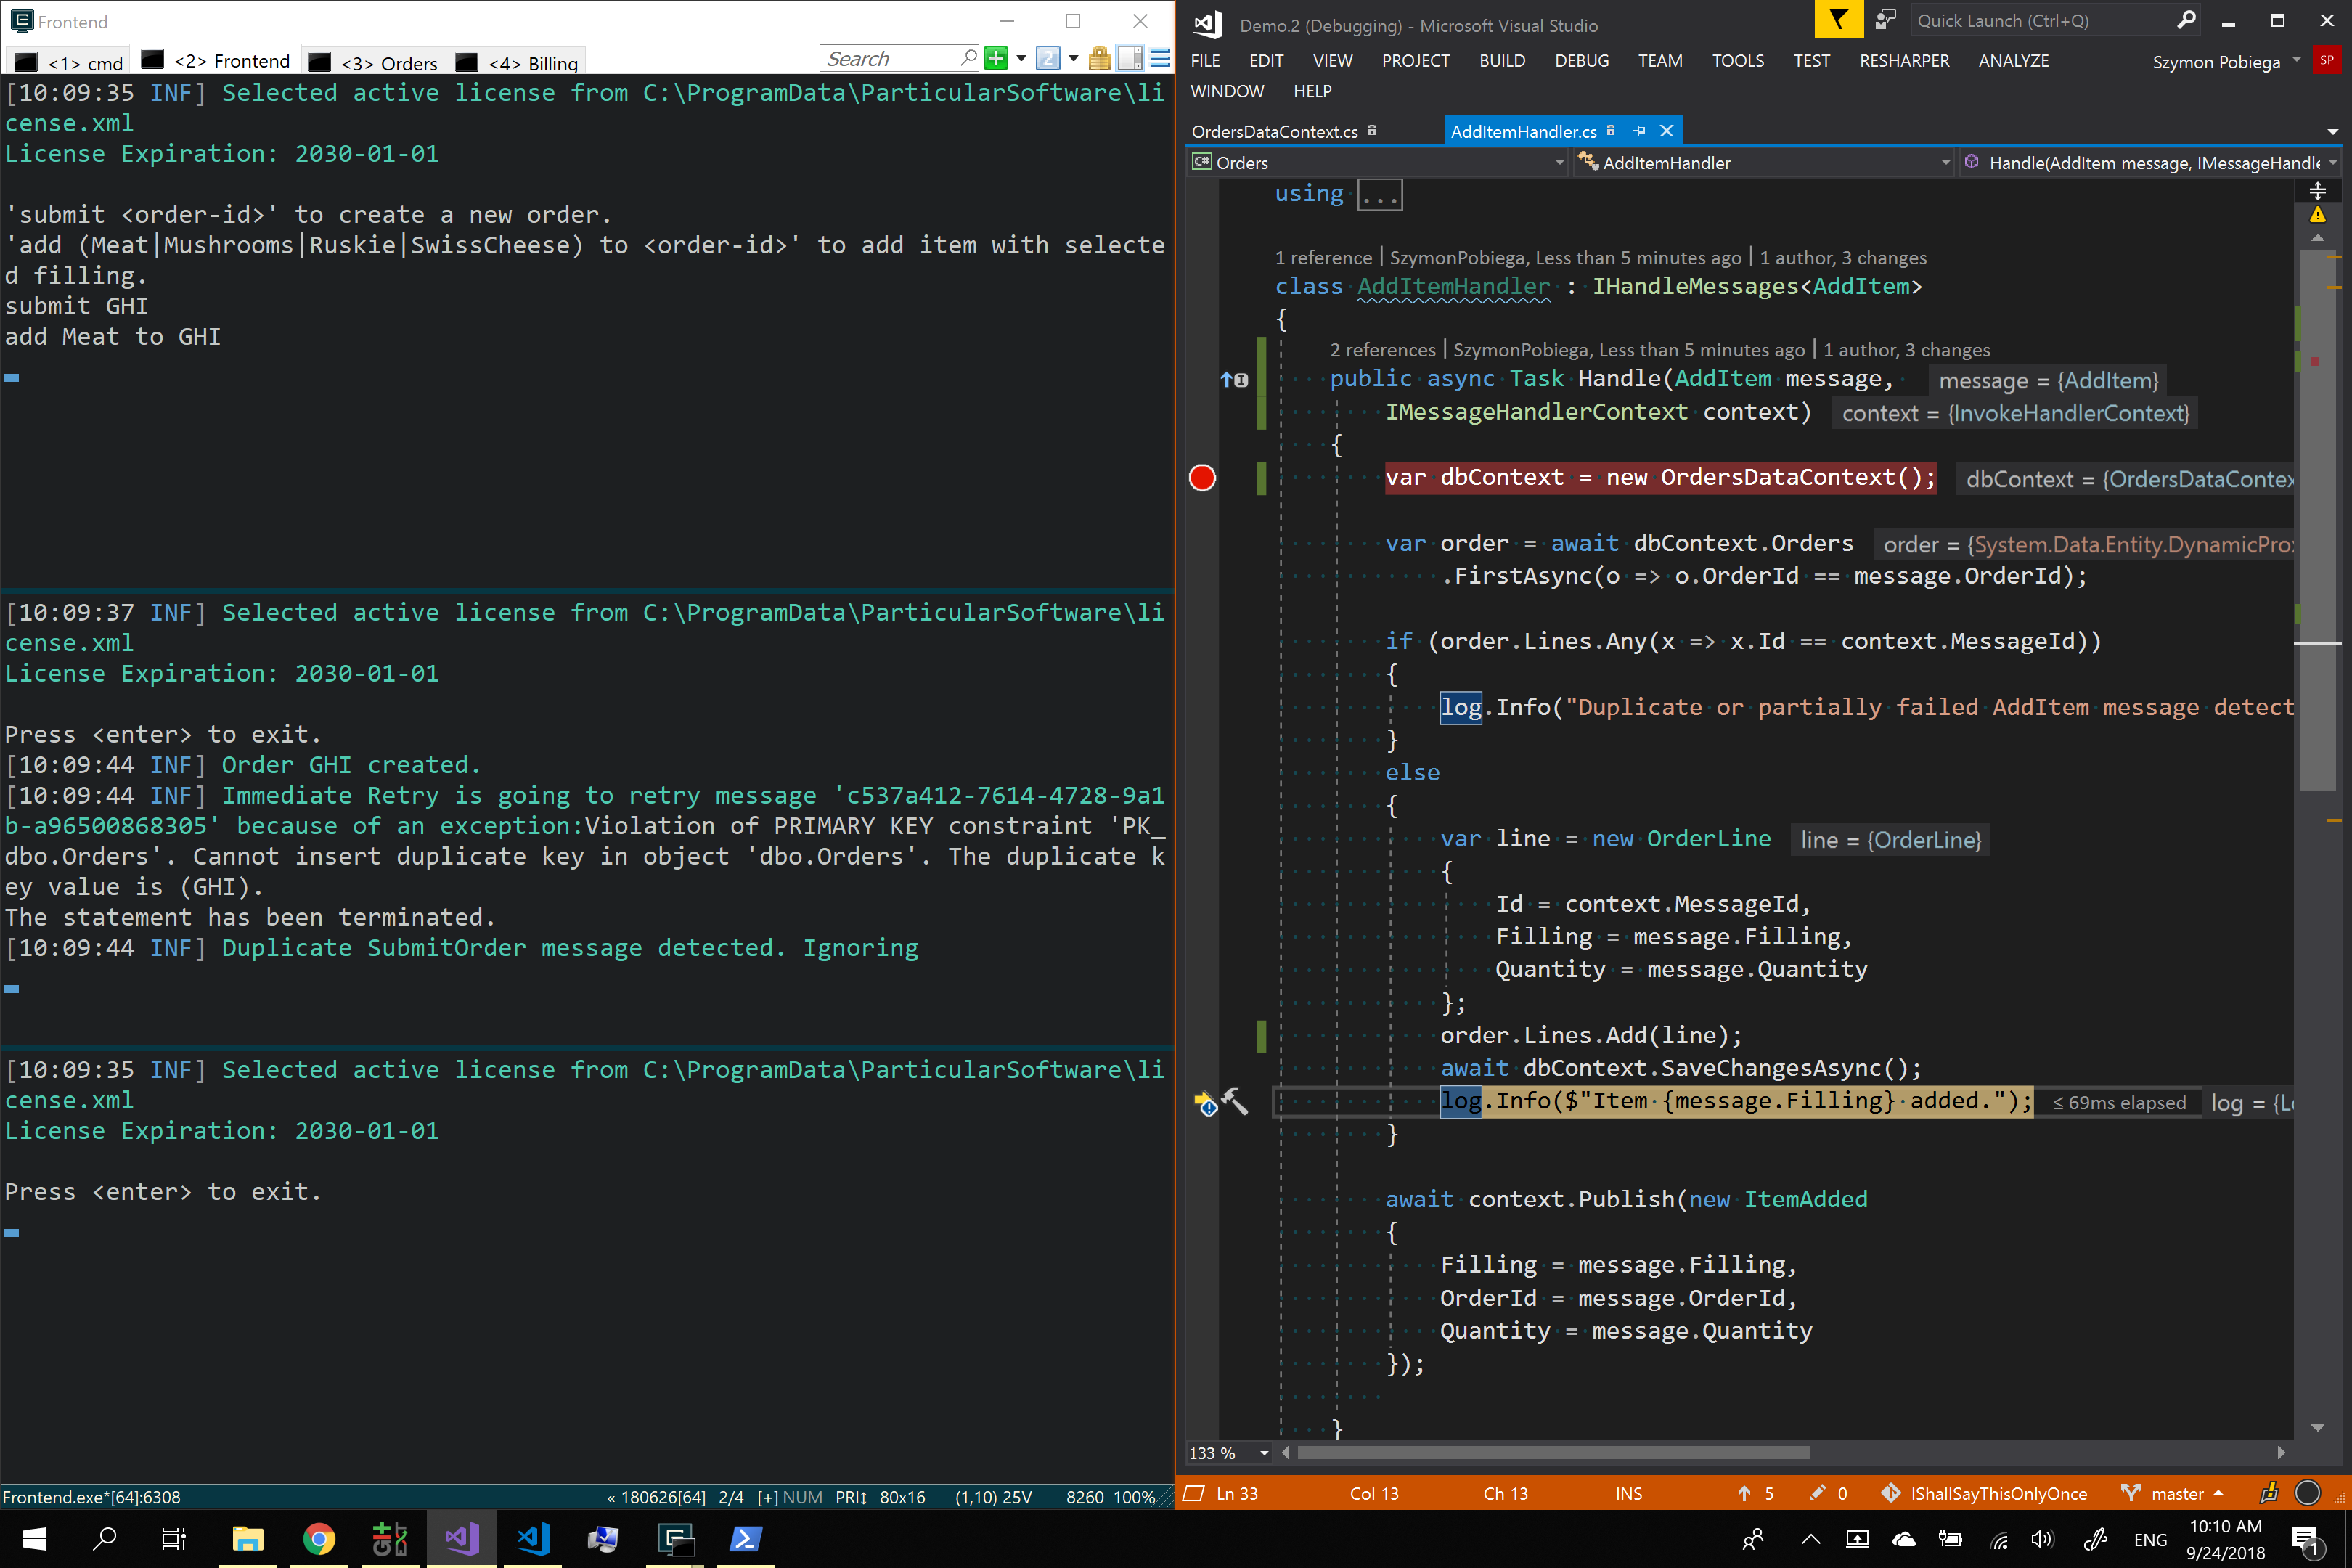 Frontend
<1> cmd
<2> Frontend
<3> Orders
<4> Billing
Search
[10:09:35 INF] Selected active license from C:\ProgramData\ParticularSoftware\li
cense.xml
License Expiration: 2030-01-01
'submit <order-id>' to create a new order.
'add (Meat|Mushrooms|Ruskie|SwissCheese) to <order-id>' to add item with selecte
d filling.
submit GHI
add Meat to GHI
[10:09:37 INF] Selected active license from C:\ProgramData\ParticularSoftware\li
cense.xml
License Expiration: 2030-01-01
Press <enter> to exit.
[10:09:44 INF] Order GHI created.
[10:09:44 INF] Immediate Retry is going to retry message 'c537a412-7614-4728-9a1
b-a96500868305' because of an exception:Violation of PRIMARY KEY constraint 'PK_
dbo.Orders'. Cannot insert duplicate key in object 'dbo.Orders'. The duplicate k
ey value is (GHI).
The statement has been terminated.
[10:09:44 INF] Duplicate SubmitOrder message detected. Ignoring
[10:09:35 INF] Selected active license from C:\ProgramData\ParticularSoftware\li
cense.xml
License Expiration: 2030-01-01
Press <enter> to exit.
Frontend.exe*[64]:6308
« 180626[64] 2/4 [+] NUM PRI↕ 80x16 (1,10) 25V 8260 100%
Demo.2 (Debugging) - Microsoft Visual Studio
Quick Launch (Ctrl+Q)
FILE EDIT VIEW PROJECT BUILD DEBUG TEAM TOOLS TEST RESHARPER ANALYZE
Szymon Pobiega
SP
WINDOW HELP
OrdersDataContext.cs
AddItemHandler.cs
C# Orders
AddItemHandler
Handle(AddItem message, IMessageHandle
using ...
1 reference | SzymonPobiega, Less than 5 minutes ago | 1 author, 3 changes
class AddItemHandler : IHandleMessages<AddItem>
{
2 references | SzymonPobiega, Less than 5 minutes ago | 1 author, 3 changes
public async Task Handle(AddItem message, message = {AddItem}
IMessageHandlerContext context) context = {InvokeHandlerContext}
{
var dbContext = new OrdersDataContext(); dbContext = {OrdersDataContex
var order = await dbContext.Orders order = {System.Data.Entity.DynamicPro
.FirstAsync(o => o.OrderId == message.OrderId);
if (order.Lines.Any(x => x.Id == context.MessageId))
{
log.Info("Duplicate or partially failed AddItem message detect
}
else
{
var line = new OrderLine line = {OrderLine}
{
Id = context.MessageId,
Filling = message.Filling,
Quantity = message.Quantity
};
order.Lines.Add(line);
await dbContext.SaveChangesAsync();
log.Info($"Item {message.Filling} added."); ≤ 69ms elapsed log = {L
}
await context.Publish(new ItemAdded
{
Filling = message.Filling,
OrderId = message.OrderId,
Quantity = message.Quantity
});
}
133 %
Ln 33 Col 13 Ch 13 INS 5 0 IShallSayThisOnlyOnce master
ENG
10:10 AM
9/24/2018
1